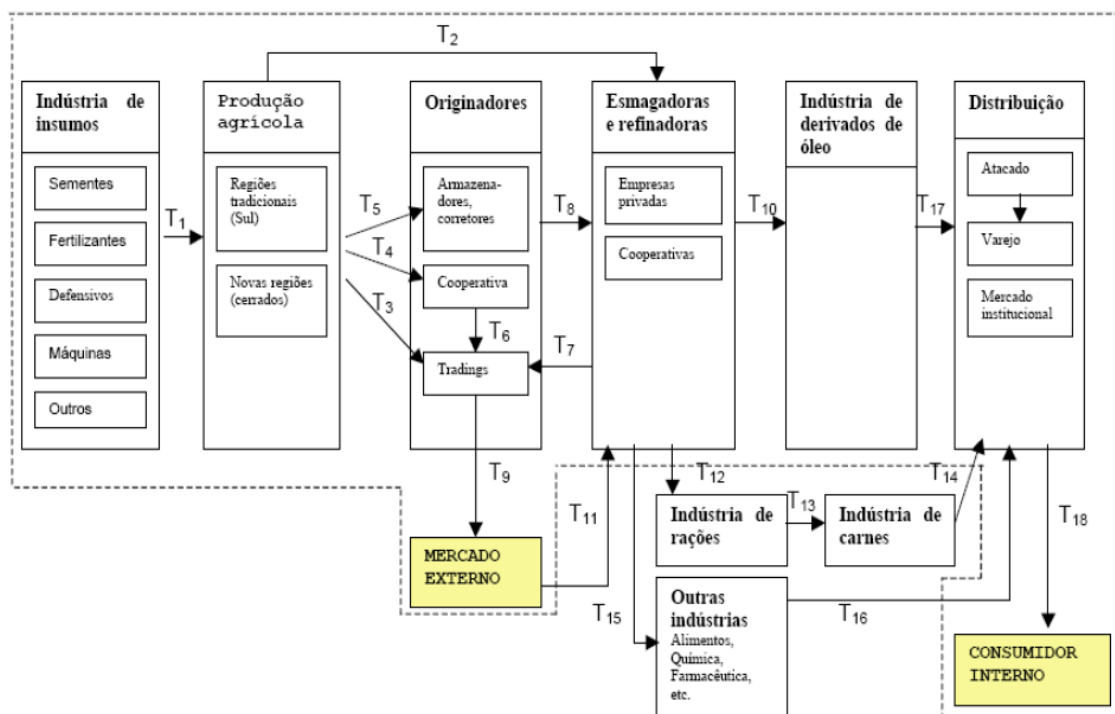 T2
Indústria de
insumos
Sementes
Fertilizantes
Defensivos
Máquinas
Outros
T1
Produção
agrícola
Regiões
tradicionais
(Sul)
Novas regiões
(cerrados)
T5
T4
T3
Originadores
Armazena-
dores,
corretores
Cooperativa
T6
Tradings
T8
T7
Esmagadoras
e refinadoras
Empresas
privadas
Cooperativas
T10
Indústria de
derivados de
óleo
T17
Distribuição
Atacado
Varejo
Mercado
institucional
T9
T11
T12
T13
T14
T18
MERCADO
EXTERNO
Indústria de
rações
Indústria de
carnes
T15
Outras
indústrias
Alimentos,
Química,
Farmacêutica,
etc.
T16
CONSUMIDOR
INTERNO